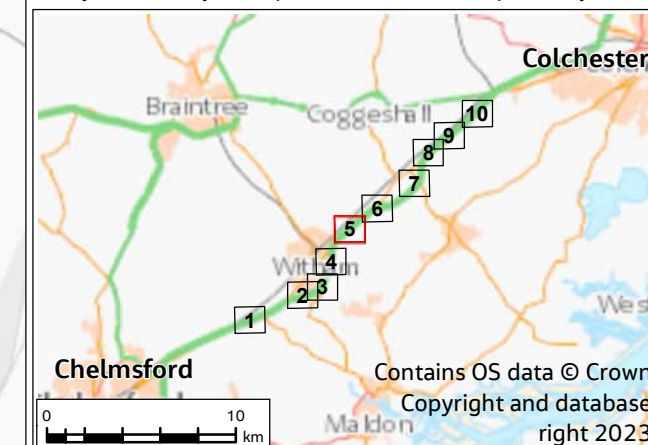 Colchester
Braintree
Coggeshall
10
9
8
7
6
5
4
Witham
3
2
1
Wes
Chelmsford
Contains OS data © Crown
Copyright and database
right 2023
Maldon
0 10
km